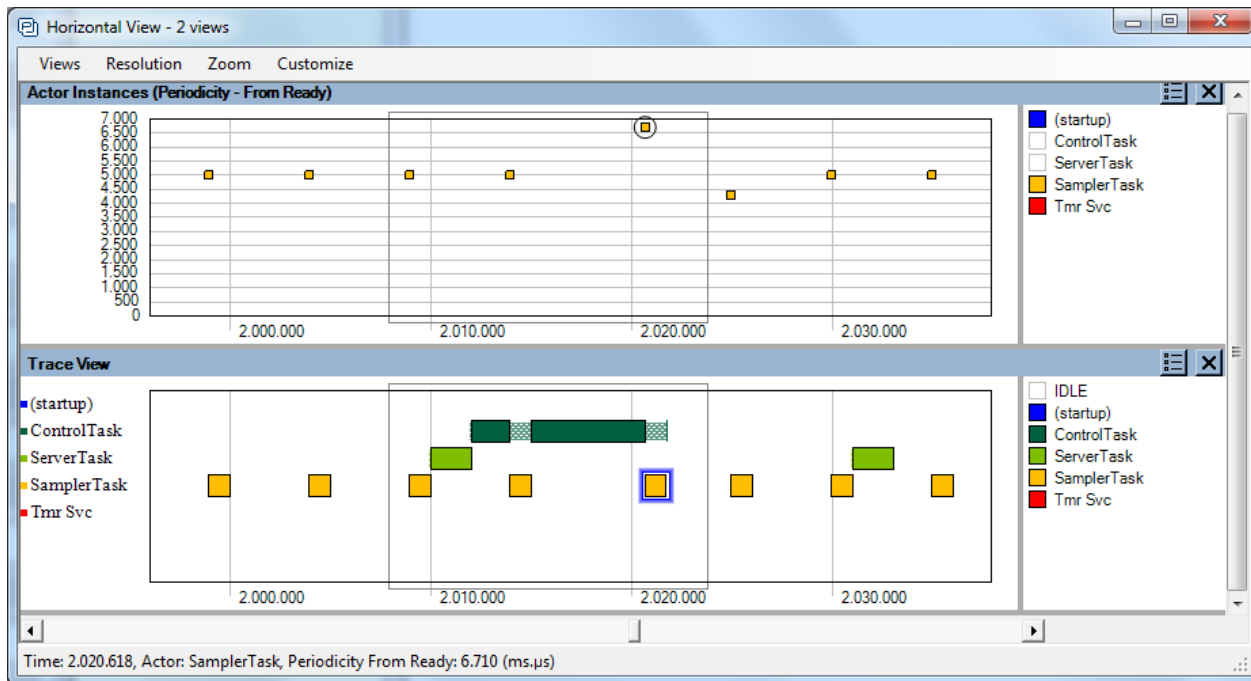 Horizontal View - 2 views
Views Resolution Zoom Customize
Actor Instances (Periodicity - From Ready)
7.000
6.500
6.000
5.500
5.000
4.500
4.000
3.500
3.000
2.500
2.000
1.500
1.000
500
0
2.000.000 2.010.000 2.020.000 2.030.000
(startup)
ControlTask
ServerTask
SamplerTask
Tmr Svc
Trace View
(startup)
ControlTask
ServerTask
SamplerTask
Tmr Svc
2.000.000 2.010.000 2.020.000 2.030.000
IDLE
(startup)
ControlTask
ServerTask
SamplerTask
Tmr Svc
Time: 2.020.618, Actor: SamplerTask, Periodicity From Ready: 6.710 (ms.µs)